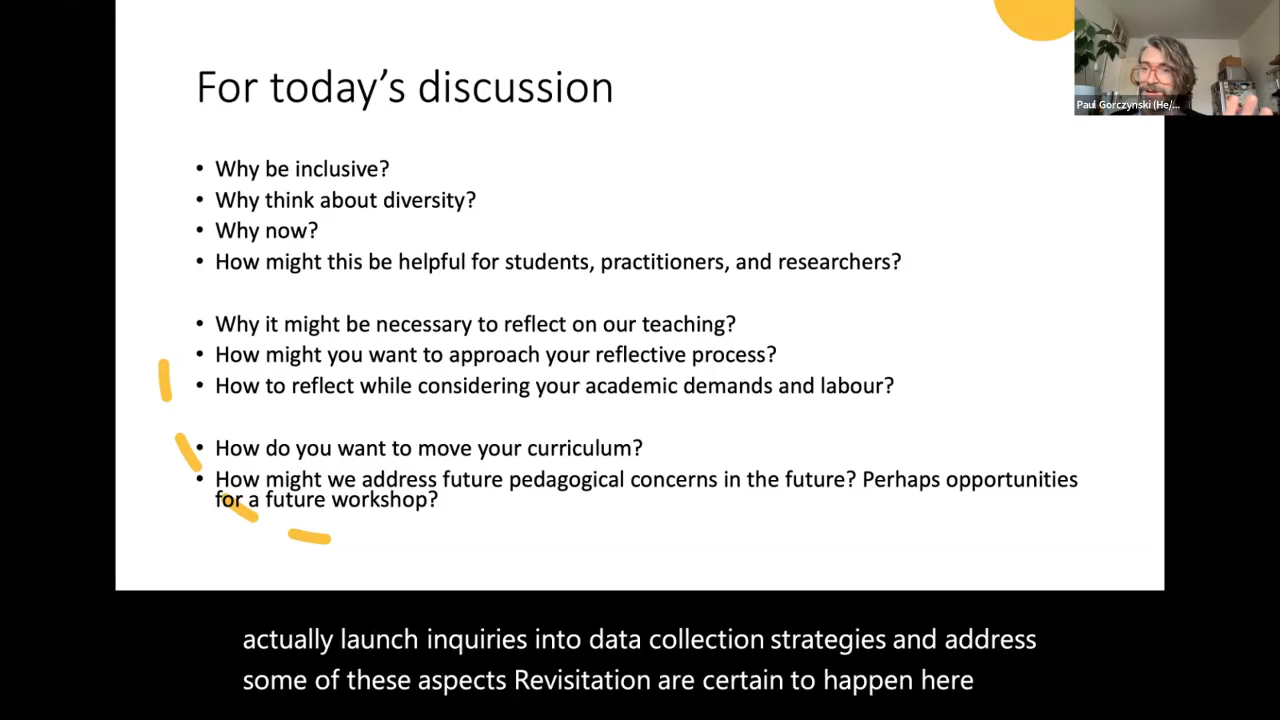 For today's discussion
Paul Gorczynski (He/...
• Why be inclusive?
• Why think about diversity?
• Why now?
• How might this be helpful for students, practitioners, and researchers?
• Why it might be necessary to reflect on our teaching?
• How might you want to approach your reflective process?
• How to reflect while considering your academic demands and labour?
• How do you want to move your curriculum?
• How might we address future pedagogical concerns in the future? Perhaps opportunities
for a future workshop?
actually launch inquiries into data collection strategies and address
some of these aspects Revisitation are certain to happen here